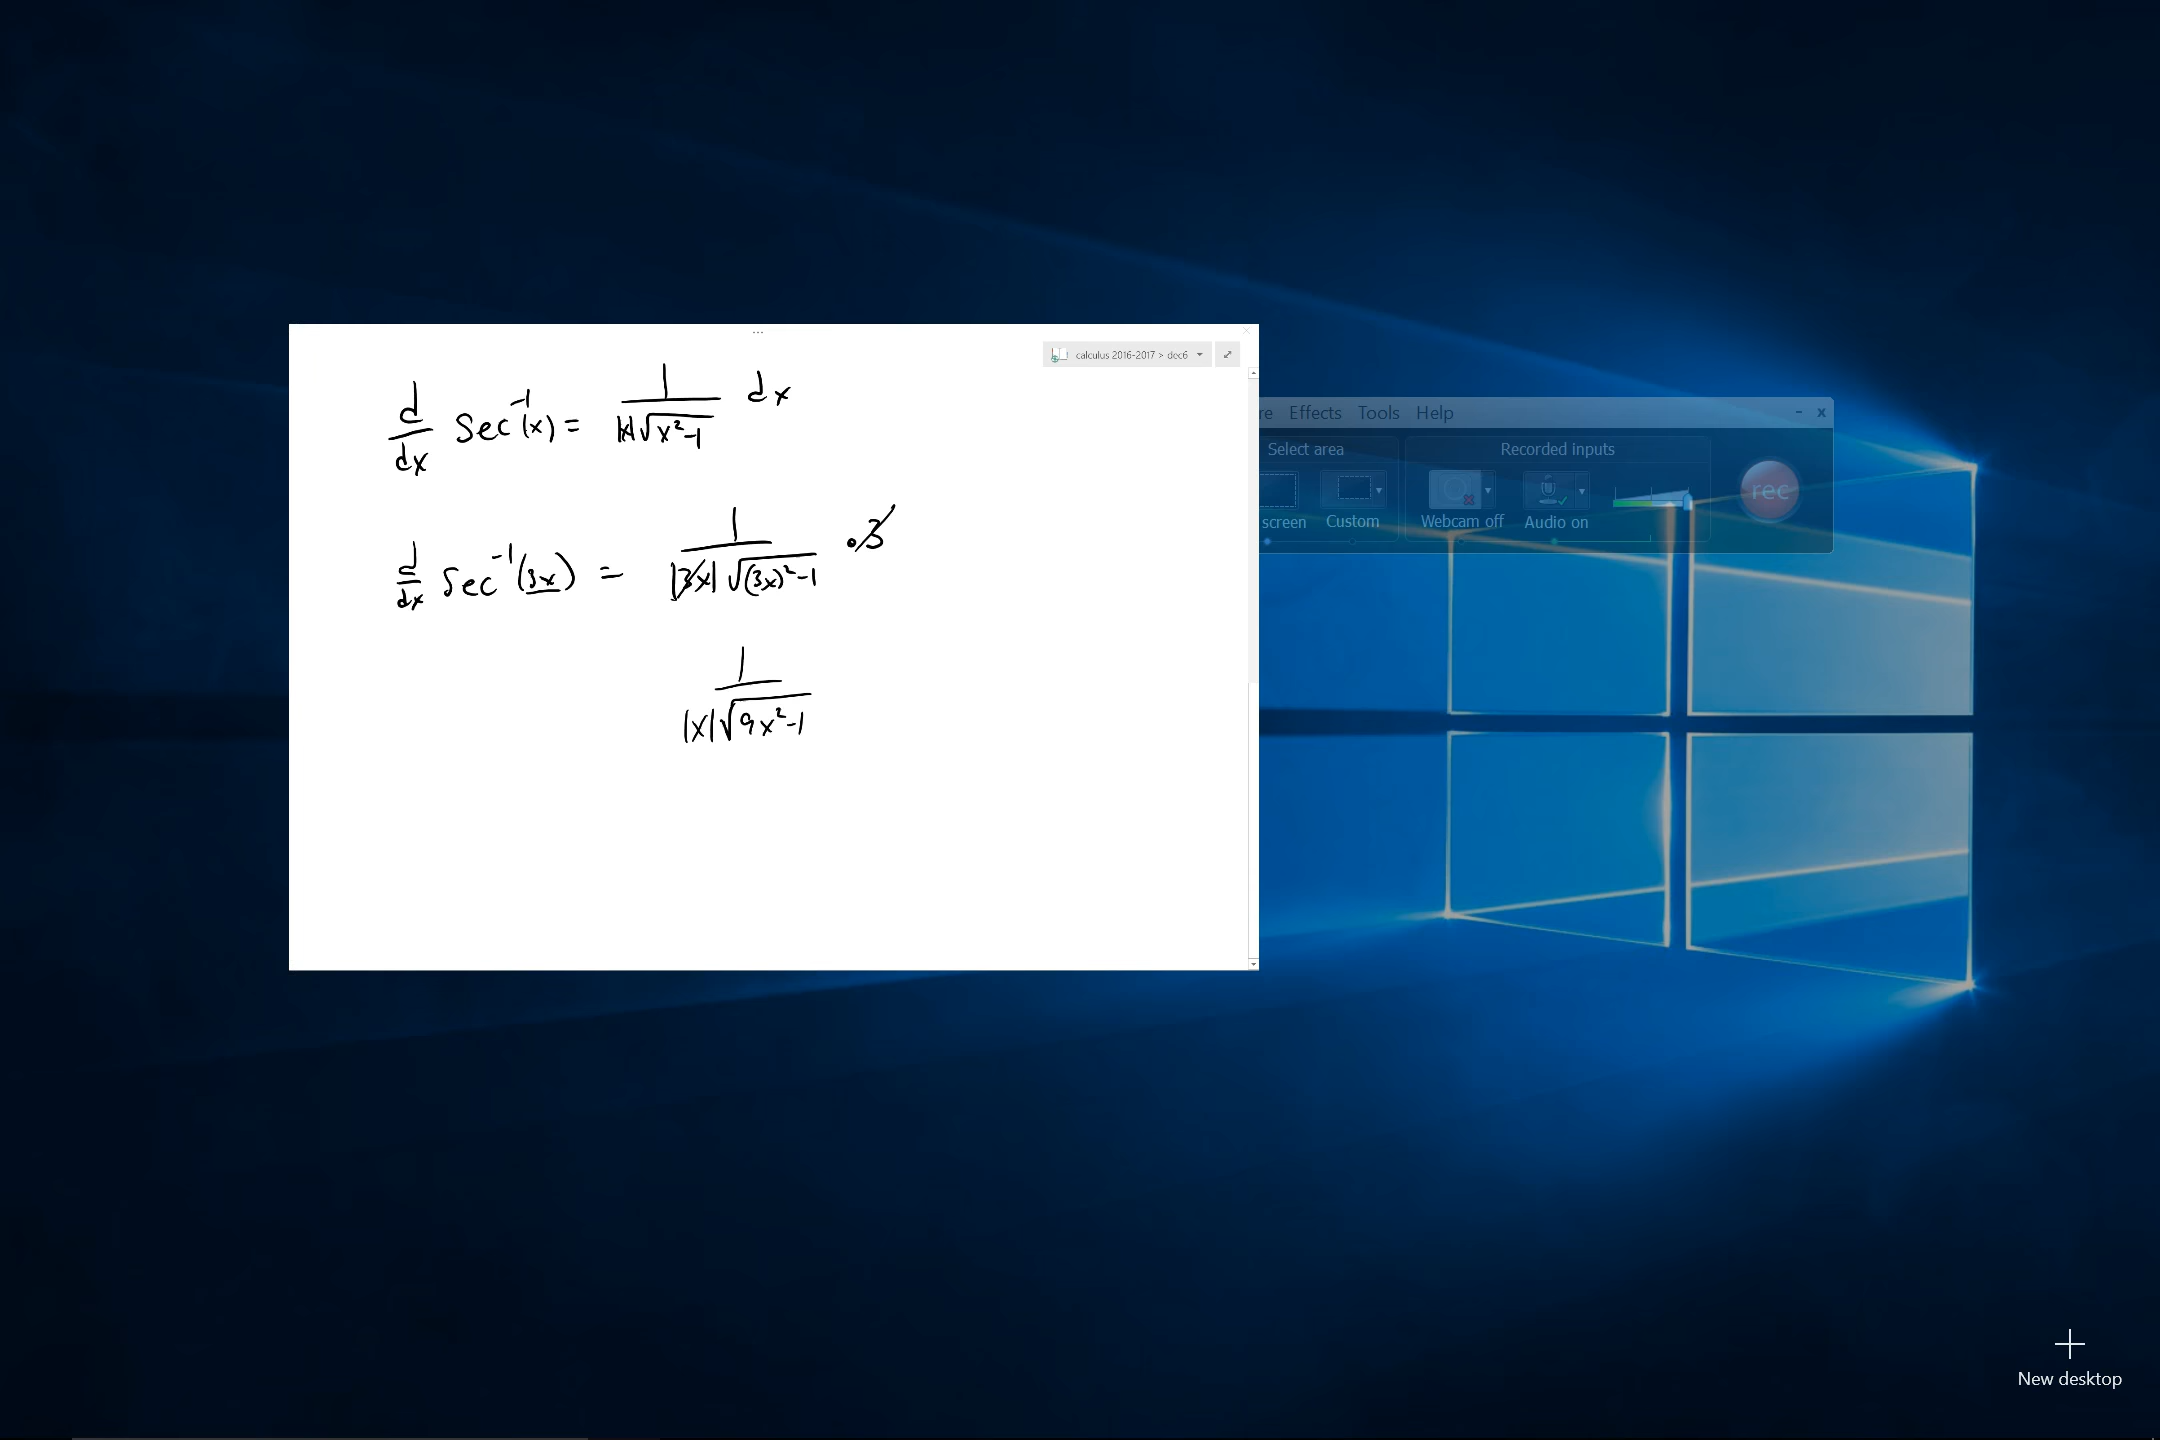 calculus 2016-2017 > dec6
d/dx sec⁻¹(x) = 1/(|x|√(x²-1)) dx
d/dx sec⁻¹(3x) = 1/(|3x|√((3x)²-1)) · 3
1/(|x|√(9x²-1))
Effects Tools Help
Select area
Recorded inputs
screen Custom Webcam off Audio on
rec
New desktop